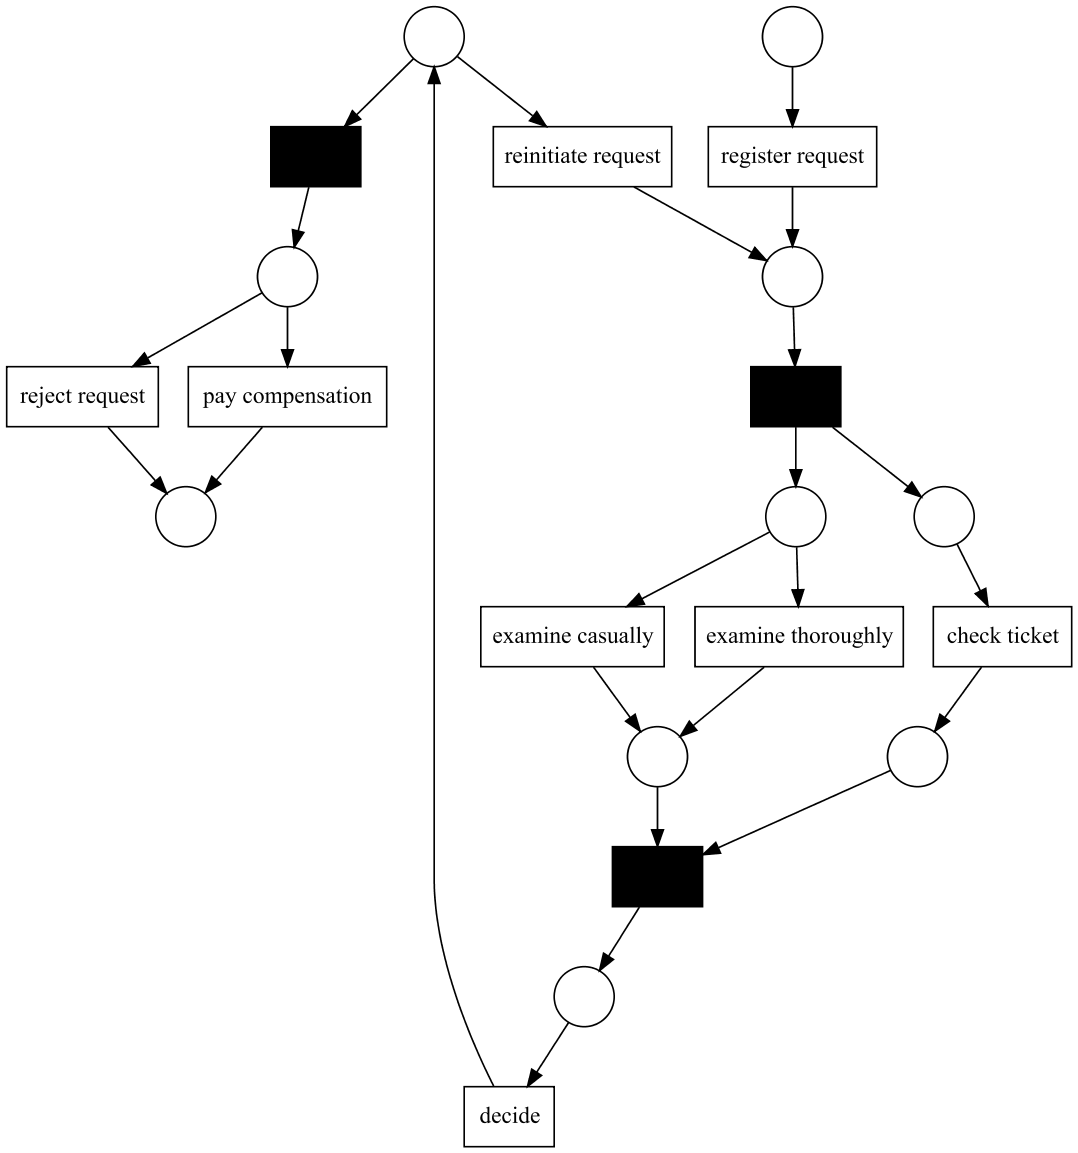 reinitiate request
register request
reject request
pay compensation
examine casually
examine thoroughly
check ticket
decide